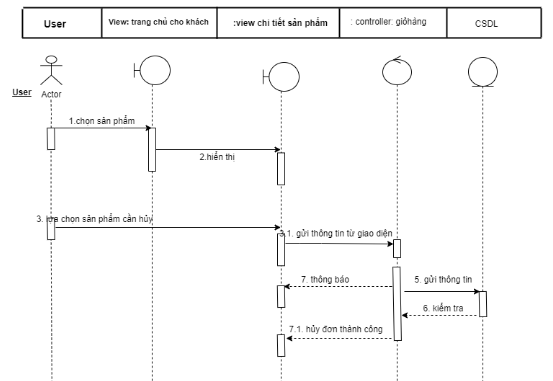 User
View: trang chủ cho khách
:view chi tiết sản phẩm
: controller: giỏhàng
CSDL
User
Actor
1.chọn sản phẩm
2.hiển thị
3. lựa chọn sản phẩm cần hủy
3.1. gửi thông tin từ giao diện
7. thông báo
5. gửi thông tin
6. kiểm tra
7.1. hủy đơn thành công